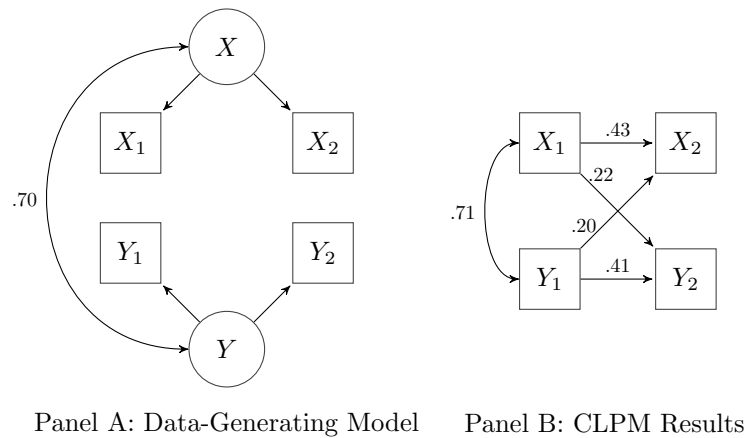 X
X₁
X₂
.70
Y₁
Y₂
Y
X₁
.43
X₂
.22
.71
.20
Y₁
.41
Y₂
Panel A: Data-Generating Model
Panel B: CLPM Results